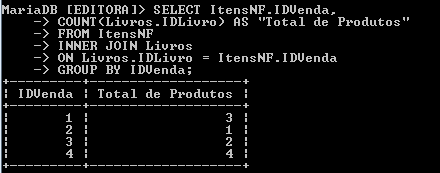 MariaDB [EDITORA]> SELECT ItensNF.IDVenda,
-> COUNT(Livros.IDLivro) AS "Total de Produtos"
-> FROM ItensNF
-> INNER JOIN Livros
-> ON Livros.IDLivro = ItensNF.IDVenda
-> GROUP BY IDVenda;
+---------+-------------------+
| IDVenda | Total de Produtos |
+---------+-------------------+
| 1 | 3 |
| 2 | 1 |
| 3 | 2 |
| 4 | 4 |
+---------+-------------------+